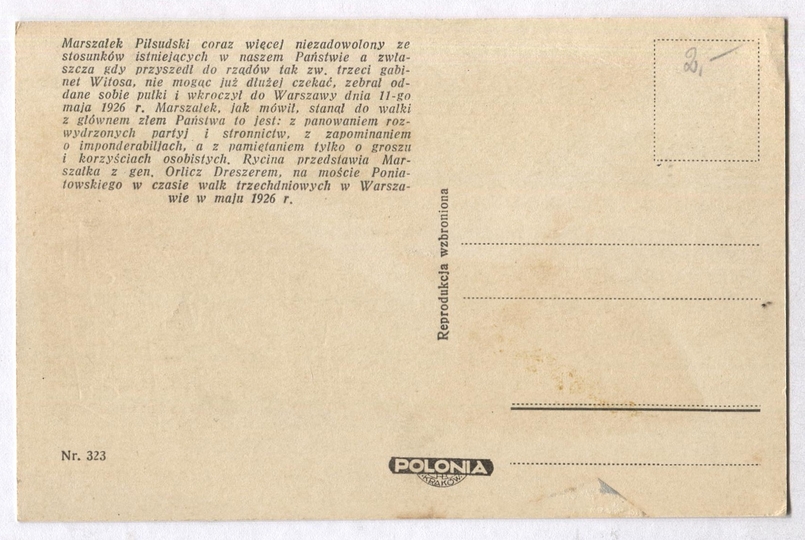 Marszałek Piłsudski coraz więcej niezadowolony ze
stosunków istniejących w naszem Państwie a zwła-
szcza gdy przyszedł do rządów tak zw. trzeci gabi-
net Witosa, nie mogąc już dłużej czekać, zebrał od-
dane sobie pułki i wkroczył do Warszawy dnia 11-go
maja 1926 r. Marszałek, jak mówił, stanął do walki
z głównem złem Państwa to jest: z panowaniem roz-
wydrzonych partyj i stronnictw, z zapominaniem
o imponderabiljach, a z pamiętaniem tylko o groszu
i korzyściach osobistych. Rycina przedstawia Mar-
szałka z gen. Orlicz Dreszerem, na moście Ponia-
towskiego w czasie walk trzechdniowych w Warsza-
wie w maju 1926 r.
2,-
Reprodukcja wzbroniona
Nr. 323
POLONIA
KRAKÓW